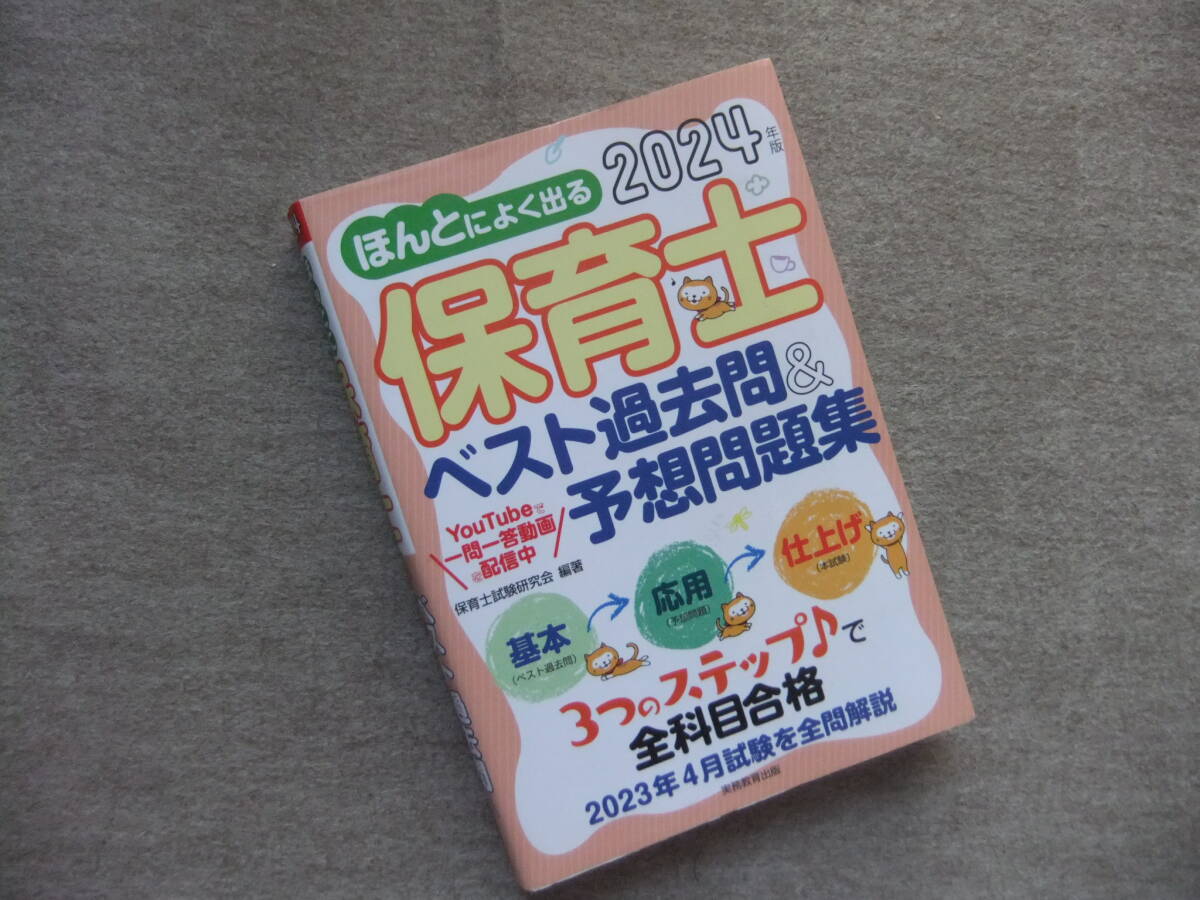 2024年版
ほんとによく出る
保育士
ベスト過去問&
予想問題集
YouTubeで
一問一答動画
配信中
保育士試験研究会 編著
基本
(ベスト過去問)
応用
(予想問題)
仕上げ
(本試験)
3つのステップ♪で
全科目合格
2023年4月試験を全問解説
実務教育出版